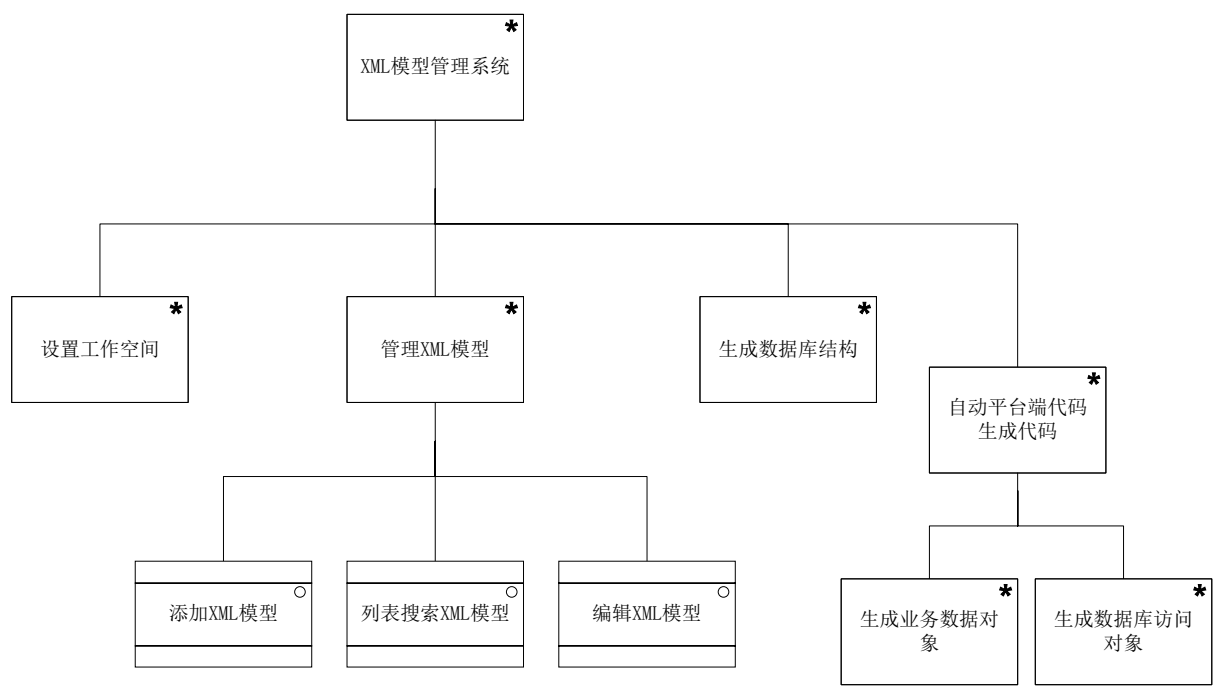 *
XML模型管理系统
*
设置工作空间
*
管理XML模型
*
生成数据库结构
*
自动平台端代码
生成代码
添加XML模型
列表搜索XML模型
编辑XML模型
*
生成业务数据对
象
*
生成数据库访问
对象